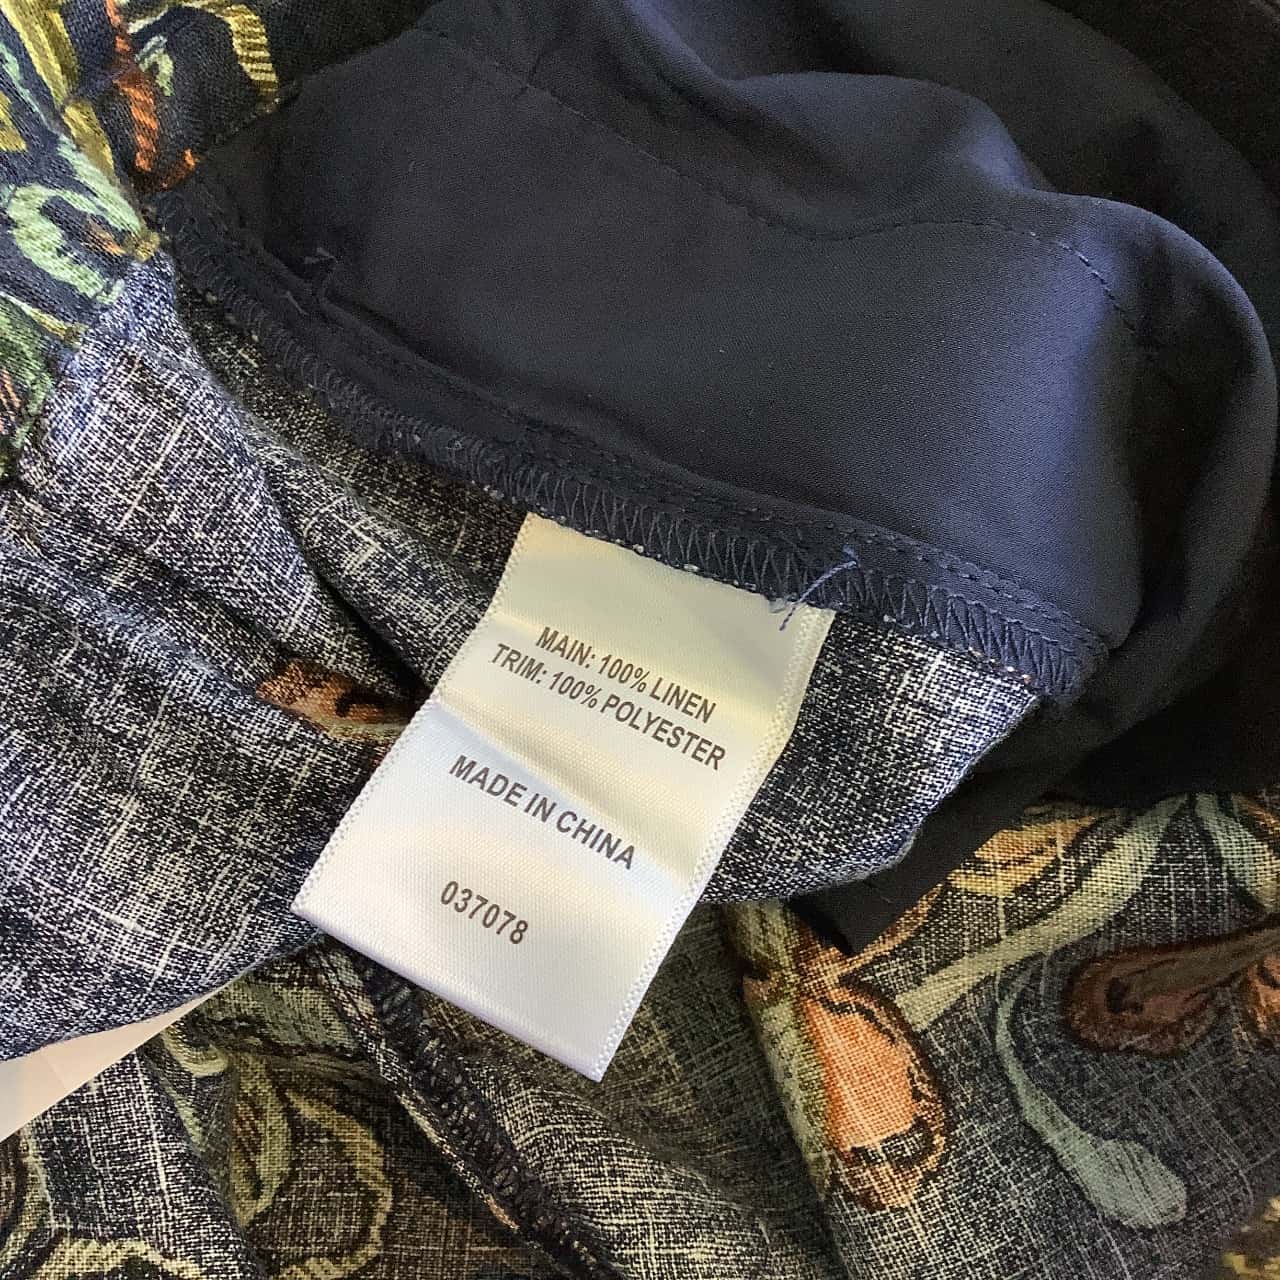 MAIN: 100% LINEN
TRIM: 100% POLYESTER
MADE IN CHINA
037078